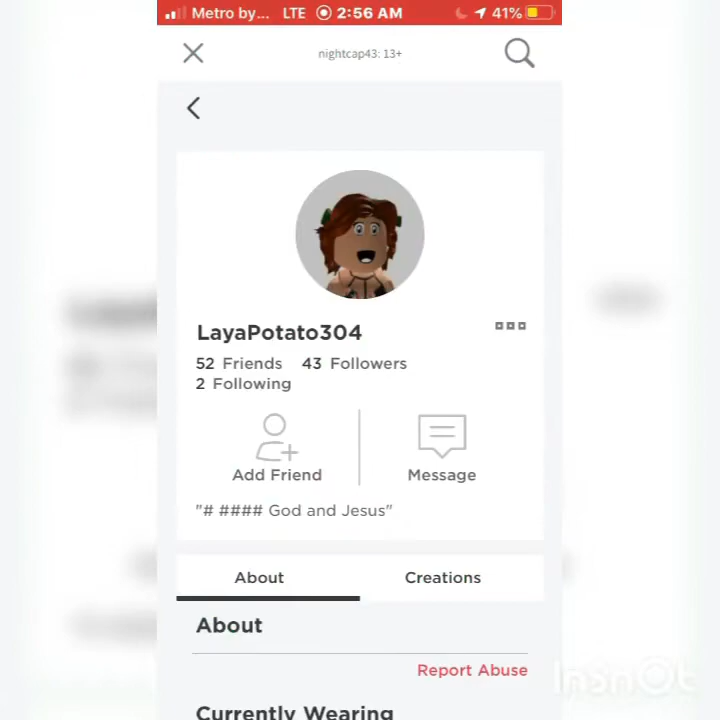 Metro by... LTE 2:56 AM 41%
nightcap43: 13+
LayaPotato304
52 Friends 43 Followers
2 Following
Add Friend Message
"# #### God and Jesus"
About Creations
About
Report Abuse
Currently Wearing
InShOt